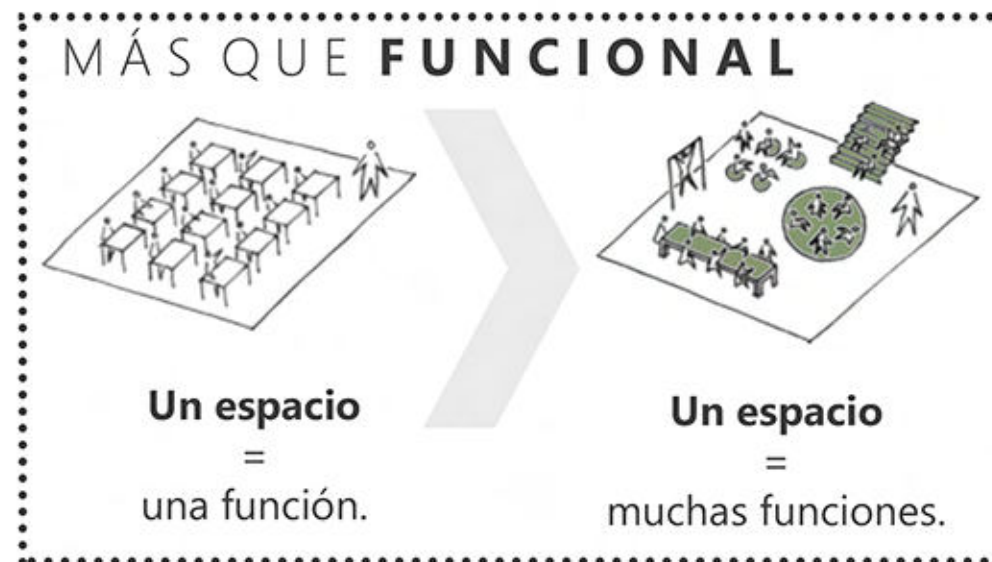 MÁS QUE FUNCIONAL
Un espacio
=
una función.
Un espacio
=
muchas funciones.